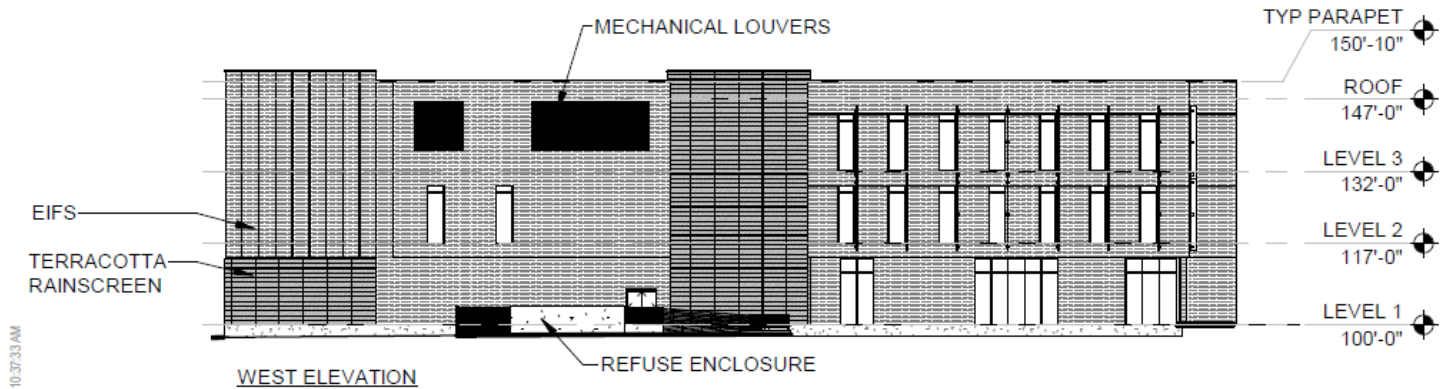 MECHANICAL LOUVERS
TYP PARAPET
150'-10"
ROOF
147'-0"
LEVEL 3
132'-0"
EIFS
LEVEL 2
117'-0"
TERRACOTTA
RAINSCREEN
LEVEL 1
100'-0"
REFUSE ENCLOSURE
WEST ELEVATION
10:37:33 AM